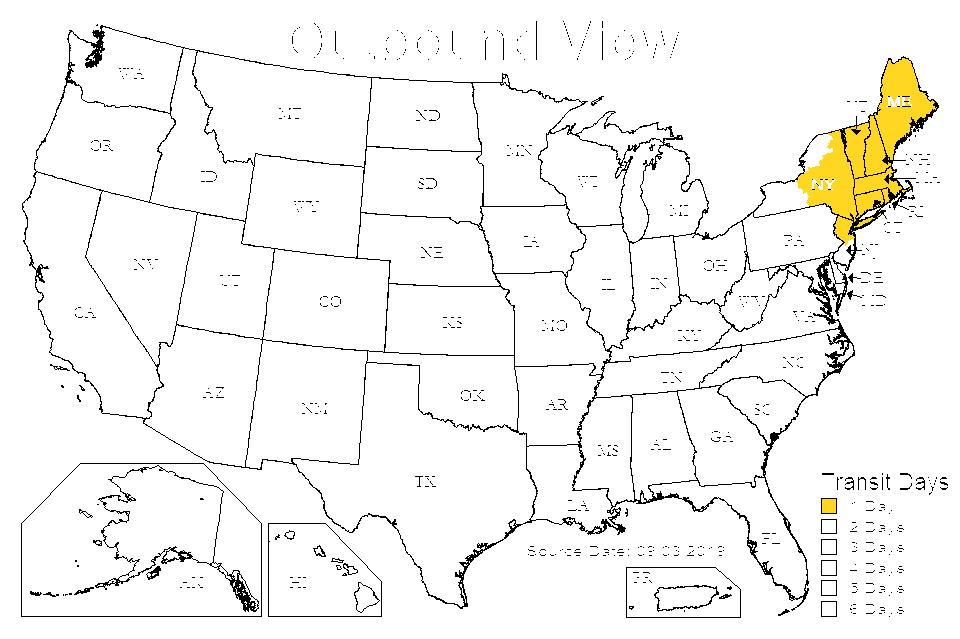 Outbound View
WA
MT
ND
MN
ME
OR
ID
WY
SD
WI
MI
NY
NH
RI
CT
NV
UT
CO
NE
IA
IL
IN
OH
PA
NJ
DE
MD
CA
KS
MO
WV
VA
KY
AZ
NM
OK
AR
TN
NC
SC
MS
AL
GA
TX
LA
FL
AK
HI
PR
Source Date: 09.03.2019
Transit Days
1 Day
2 Days
3 Days
4 Days
5 Days
6 Days